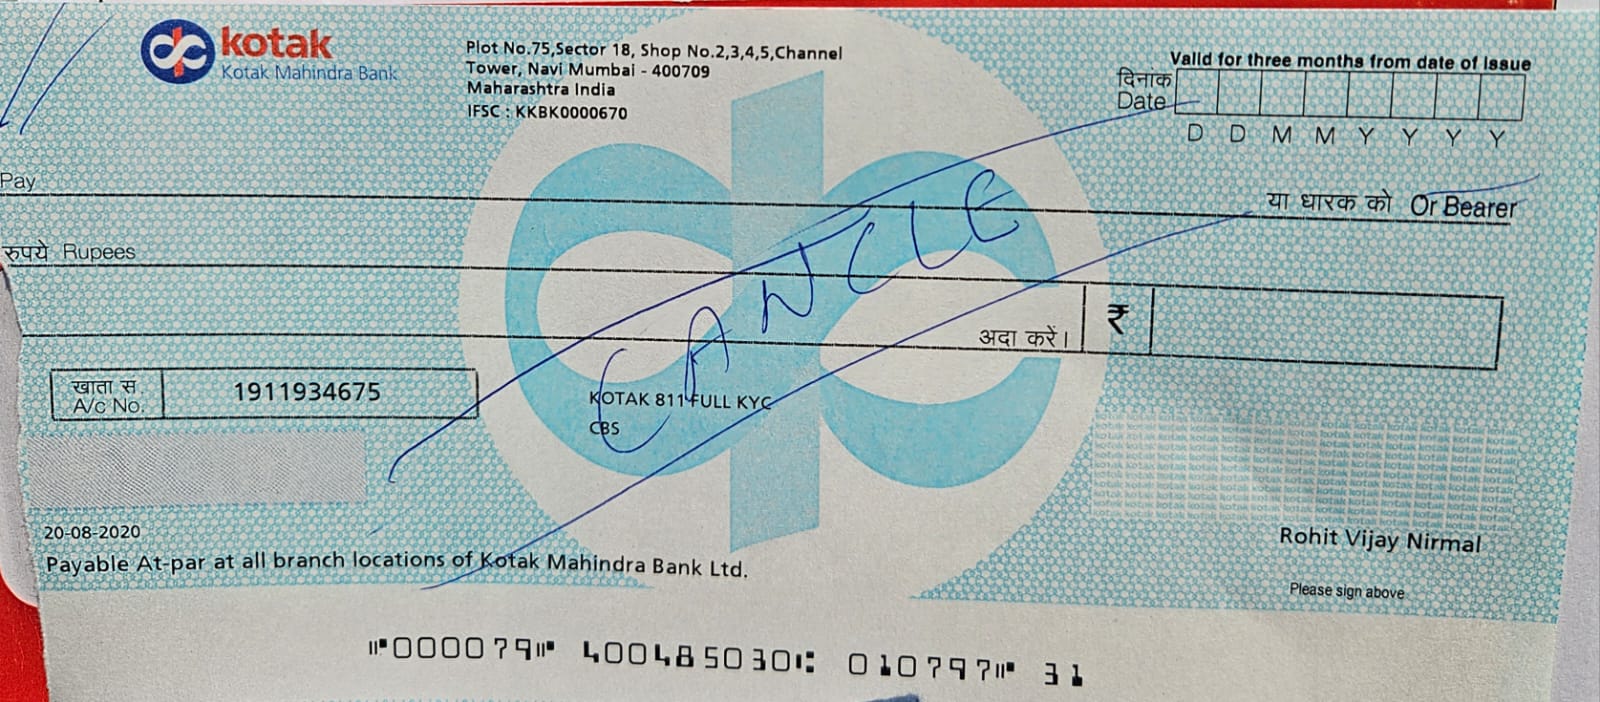 kotak
Kotak Mahindra Bank
Plot No.75,Sector 18, Shop No.2,3,4,5,Channel
Tower, Navi Mumbai - 400709
Maharashtra India
IFSC : KKBK0000670
Valid for three months from date of issue
दिनांक
Date
D D M M Y Y Y Y
Pay
या धारक को Or Bearer
रुपये Rupees
CANCLE
अदा करें।
₹
खाता स.
A/c No.
1911934675
KOTAK 811 FULL KYC
CBS
20-08-2020
Payable At-par at all branch locations of Kotak Mahindra Bank Ltd.
Rohit Vijay Nirmal
Please sign above
⑈000079⑈ 400485030⑆ 010797⑈ 31